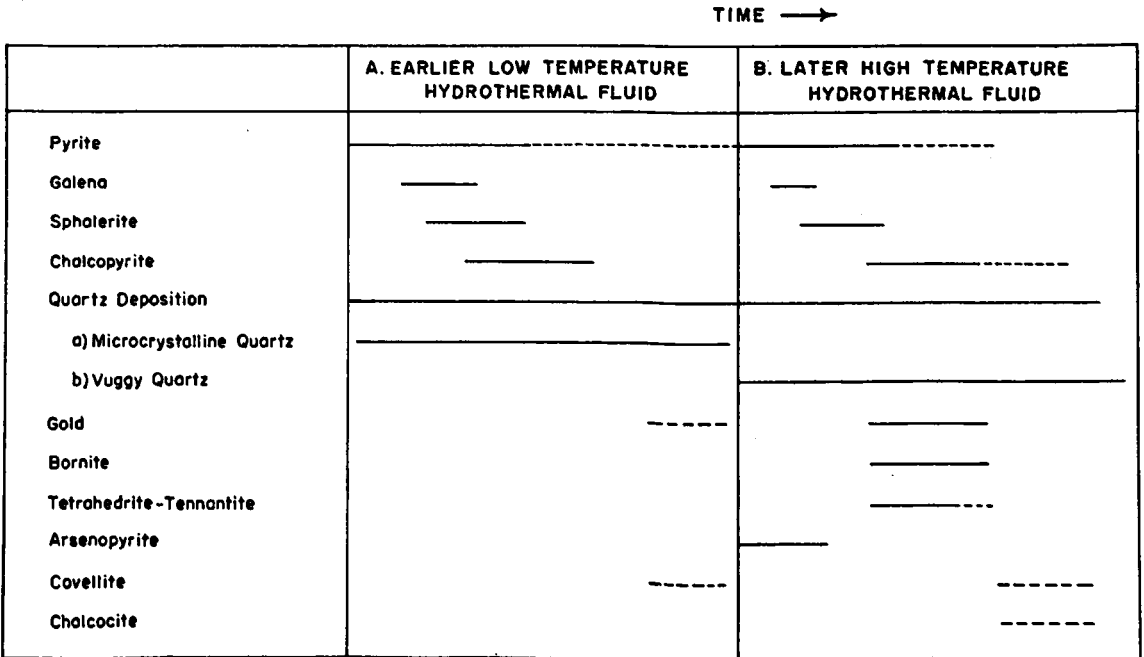 TIME
A. EARLIER LOW TEMPERATURE
HYDROTHERMAL FLUID
B. LATER HIGH TEMPERATURE
HYDROTHERMAL FLUID
Pyrite
Galena
Sphalerite
Chalcopyrite
Quartz Deposition
a) Microcrystalline Quartz
b) Vuggy Quartz
Gold
Bornite
Tetrahedrite-Tennantite
Arsenopyrite
Covellite
Chalcocite